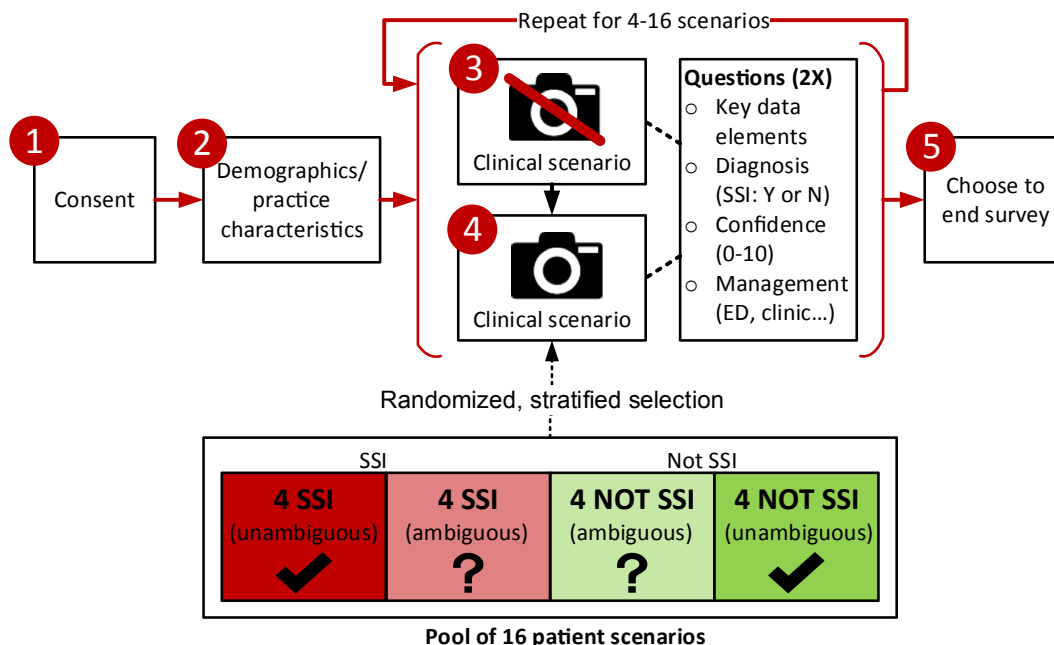 Repeat for 4-16 scenarios
1
Consent
2
Demographics/
practice
characteristics
3
Clinical scenario
4
Clinical scenario
Questions (2X)
o Key data
elements
o Diagnosis
(SSI: Y or N)
o Confidence
(0-10)
o Management
(ED, clinic...)
5
Choose to
end survey
Randomized, stratified selection
SSI
Not SSI
4 SSI
(unambiguous)
4 SSI
(ambiguous)
?
4 NOT SSI
(ambiguous)
?
4 NOT SSI
(unambiguous)
Pool of 16 patient scenarios